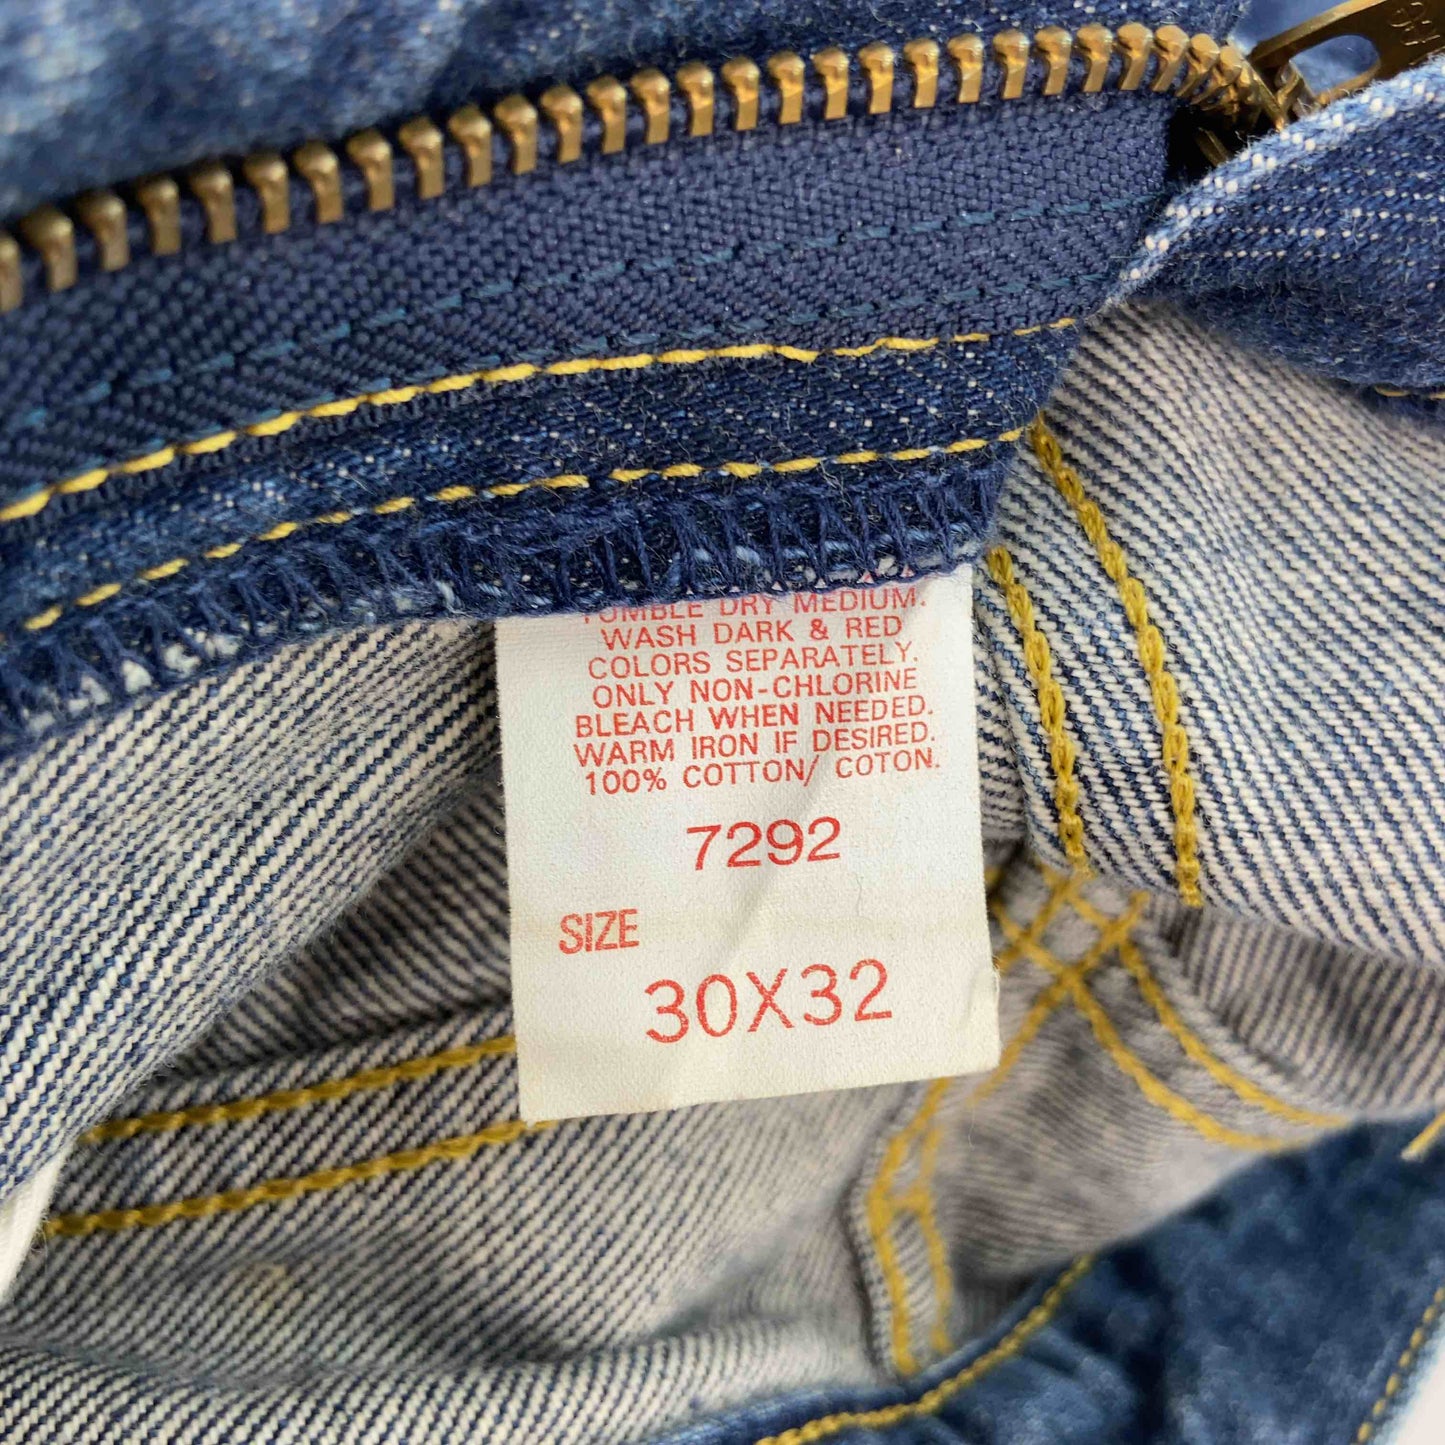 TUMBLE DRY MEDIUM.
WASH DARK & RED
COLORS SEPARATELY.
ONLY NON-CHLORINE
BLEACH WHEN NEEDED.
WARM IRON IF DESIRED.
100% COTTON/ COTON.
7292
SIZE
30X32